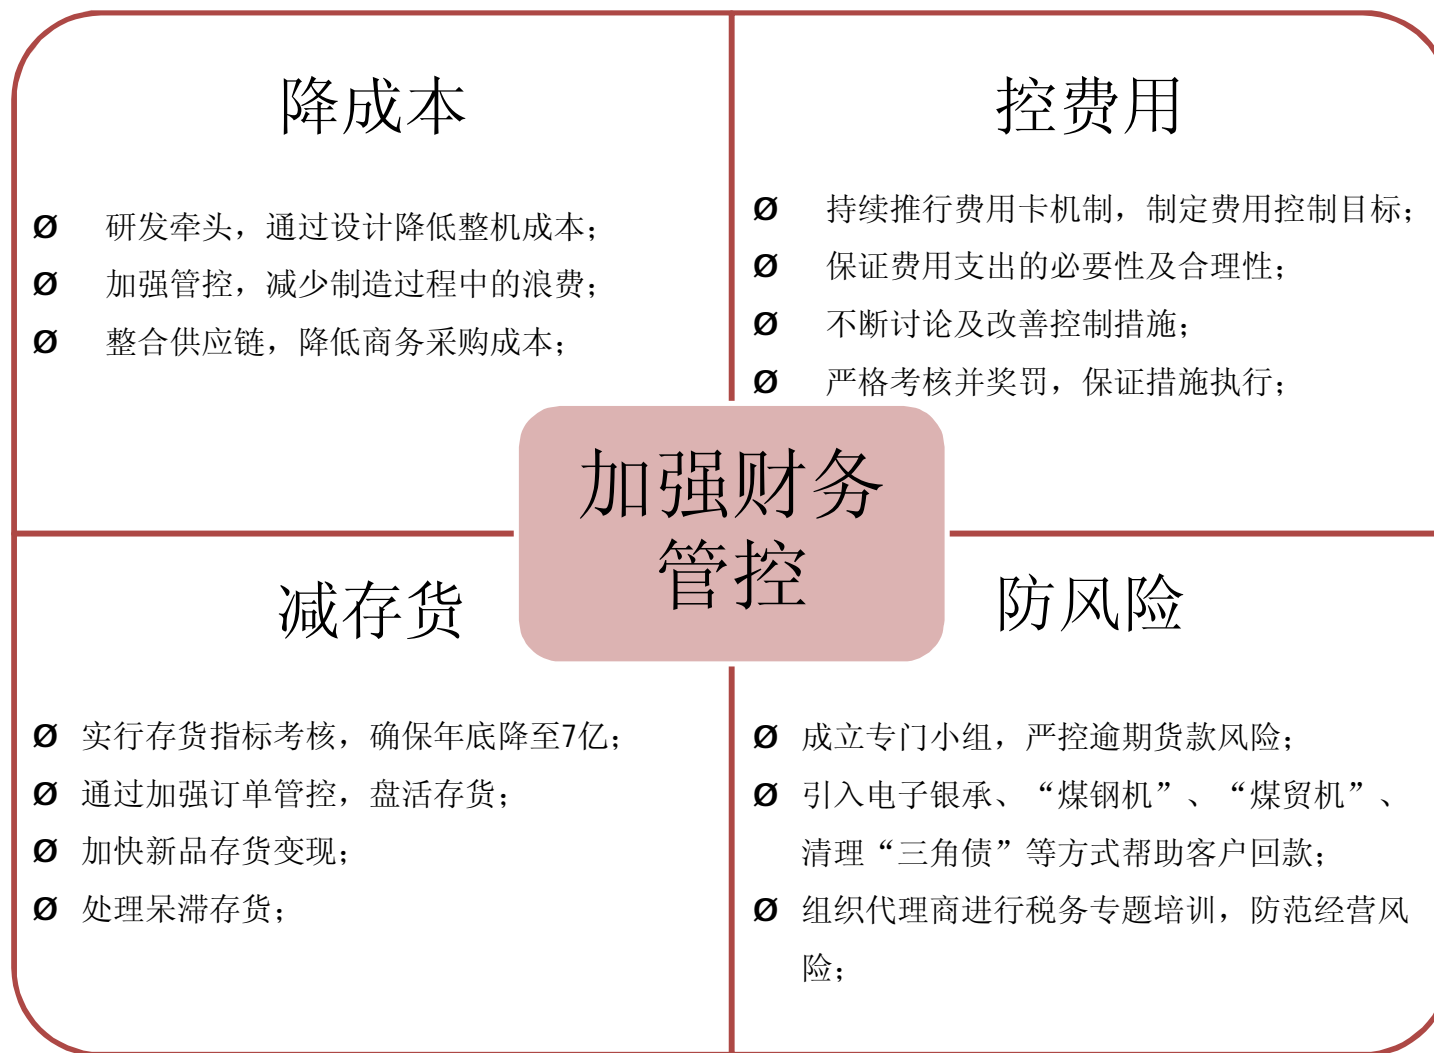 降成本
Ø 研发牵头，通过设计降低整机成本；
Ø 加强管控，减少制造过程中的浪费；
Ø 整合供应链，降低商务采购成本；
控费用
Ø 持续推行费用卡机制，制定费用控制目标；
Ø 保证费用支出的必要性及合理性；
Ø 不断讨论及改善控制措施；
Ø 严格考核并奖罚，保证措施执行；
加强财务
管控
减存货
Ø 实行存货指标考核，确保年底降至7亿；
Ø 通过加强订单管控，盘活存货；
Ø 加快新品存货变现；
Ø 处理呆滞存货；
防风险
Ø 成立专门小组，严控逾期货款风险；
Ø 引入电子银承、“煤钢机”、“煤贸机”、
清理“三角债”等方式帮助客户回款；
Ø 组织代理商进行税务专题培训，防范经营风
险；